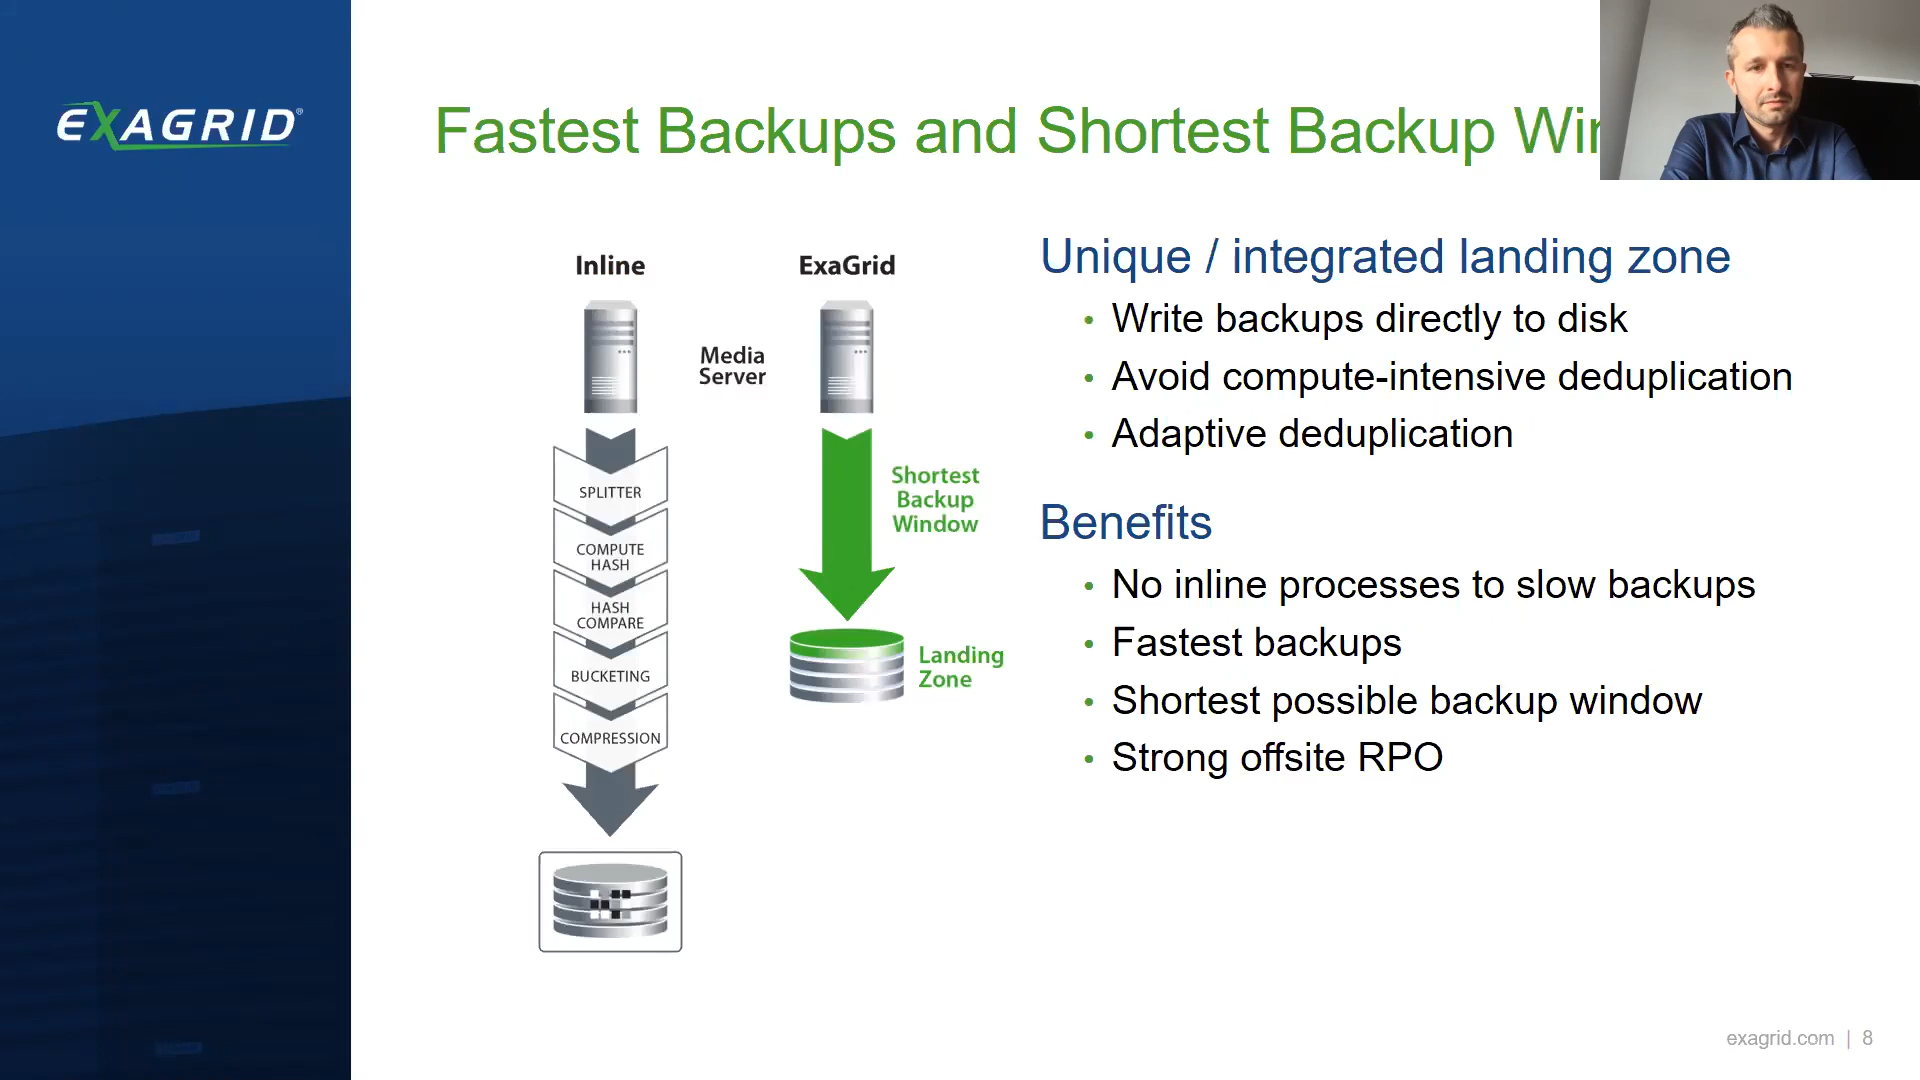 EXAGRID®
Fastest Backups and Shortest Backup
Inline
ExaGrid
Media
Server
SPLITTER
COMPUTE
HASH
HASH
COMPARE
BUCKETING
COMPRESSION
Shortest
Backup
Window
Landing
Zone
Unique / integrated landing zone
• Write backups directly to disk
• Avoid compute-intensive deduplication
• Adaptive deduplication
Benefits
• No inline processes to slow backups
• Fastest backups
• Shortest possible backup window
• Strong offsite RPO
exagrid.com | 8